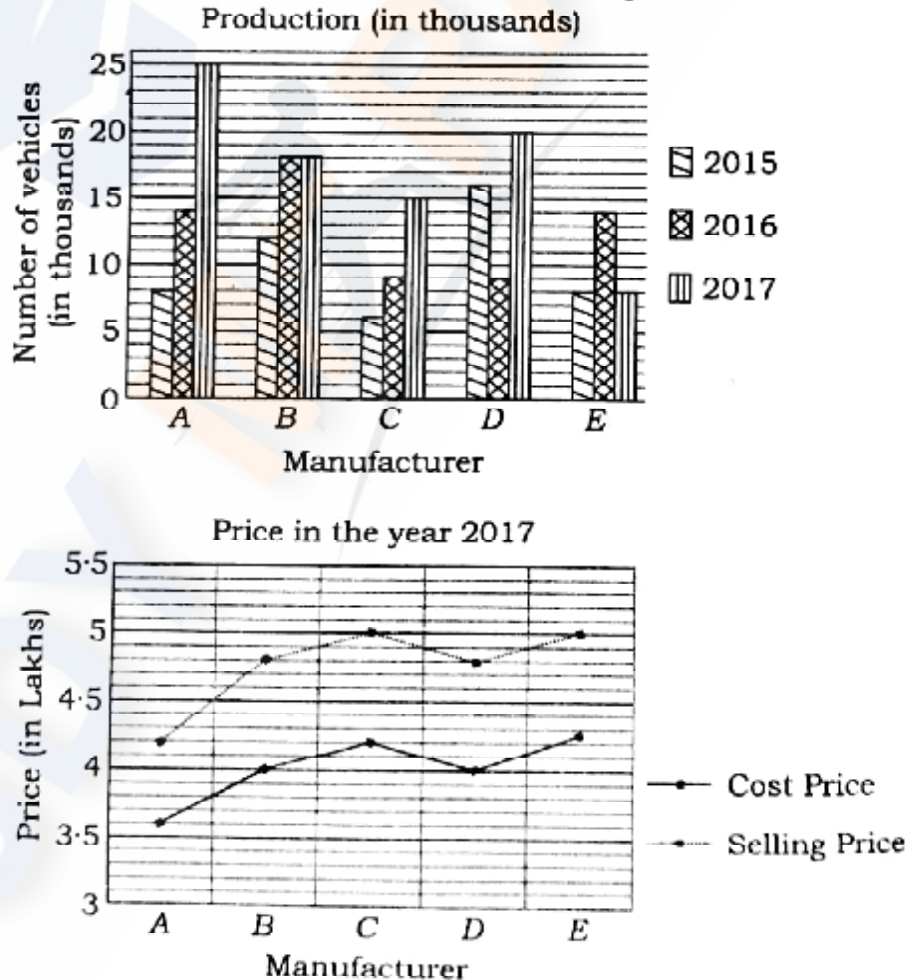 Production (in thousands)
Number of vehicles
(in thousands)
25
20
15
10
5
0
A B C D E
Manufacturer
2015
2016
2017
Price in the year 2017
Price (in Lakhs)
5·5
5
4·5
4
3·5
3
A B C D E
Manufacturer
Cost Price
Selling Price